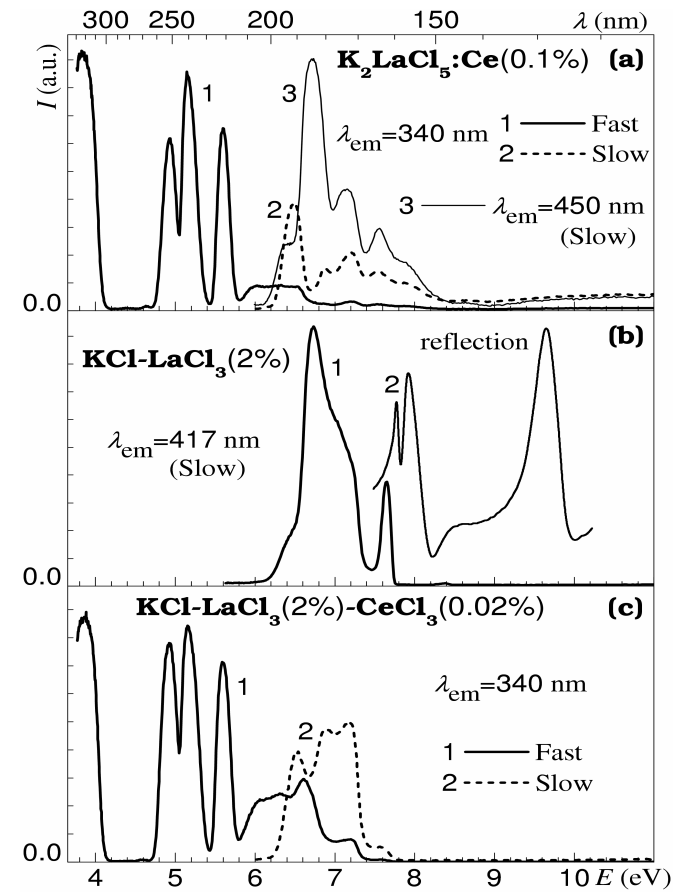 300 250 200 150 λ (nm)
I (a.u.)
K₂LaCl₅:Ce(0.1%) (a)
1
3
λem=340 nm
1 Fast
2 Slow
2
3 λem=450 nm
(Slow)
0.0
KCl-LaCl₃(2%)
1
reflection
(b)
2
λem=417 nm
(Slow)
0.0
KCl-LaCl₃(2%)-CeCl₃(0.02%) (c)
1
λem=340 nm
2
1 Fast
2 Slow
0.0
4 5 6 7 8 9 10 E (eV)